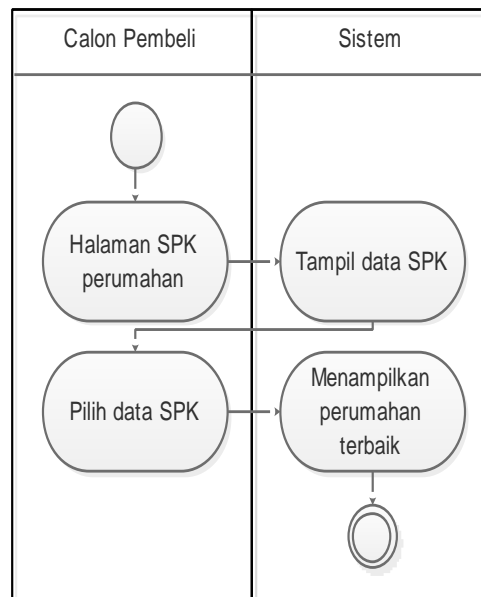 Calon Pembeli
Sistem
Halaman SPK
perumahan
Tampil data SPK
Pilih data SPK
Menampilkan
perumahan
terbaik